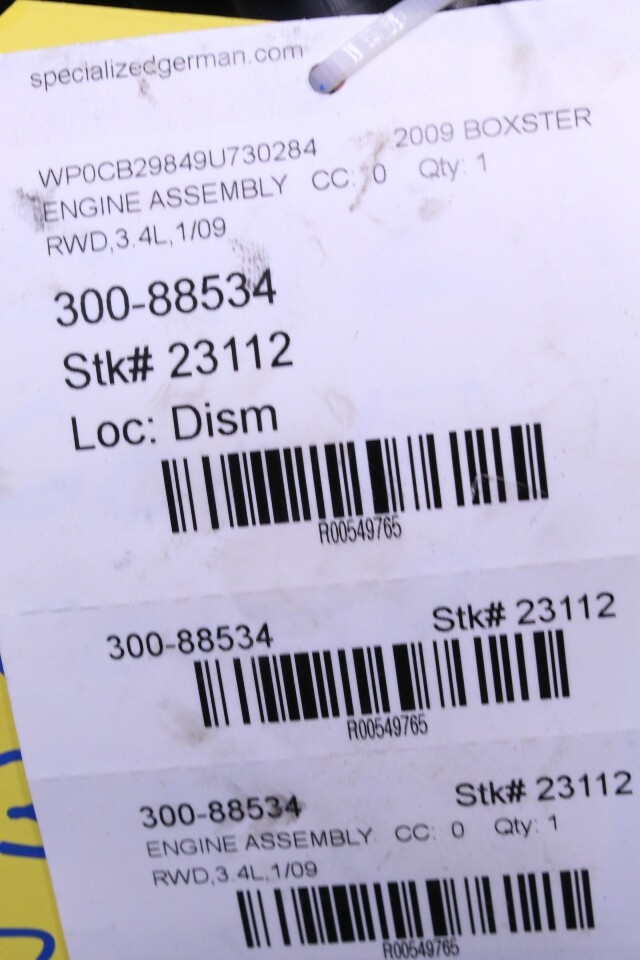 specializedgerman.com
WP0CB29849U730284 2009 BOXSTER
ENGINE ASSEMBLY CC: 0 Qty: 1
RWD,3.4L,1/09
300-88534
Stk# 23112
Loc: Dism
R00549765
300-88534 Stk# 23112
R00549765
300-88534 Stk# 23112
ENGINE ASSEMBLY CC: 0 Qty: 1
RWD,3.4L,1/09
R00549765